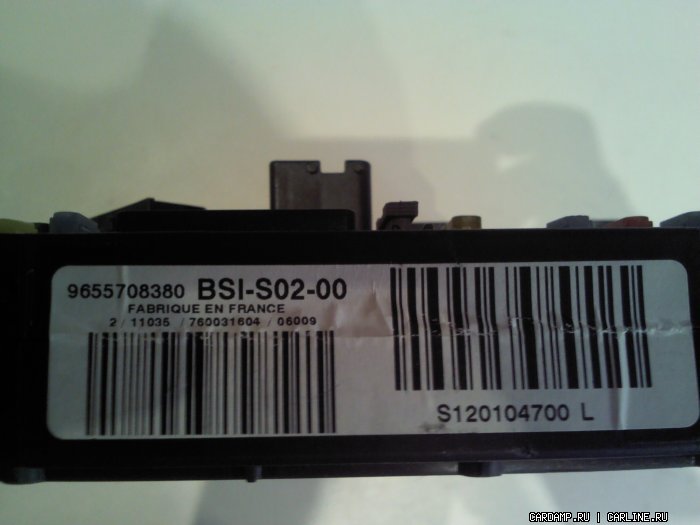 9655708380 BSI-S02-00
FABRIQUE EN FRANCE
2 / 11035 / 760031604 / 06009
S120104700 L
CARDAMP.RU | CARLINE.RU